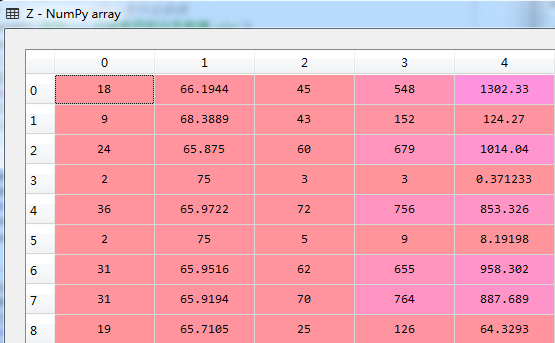 Z - NumPy array
0 1 2 3 4
0 18 66.1944 45 548 1302.33
1 9 68.3889 43 152 124.27
2 24 65.875 60 679 1014.04
3 2 75 3 3 0.371233
4 36 65.9722 72 756 853.326
5 2 75 5 9 8.19198
6 31 65.9516 62 655 958.302
7 31 65.9194 70 764 887.689
8 19 65.7105 25 126 64.3293